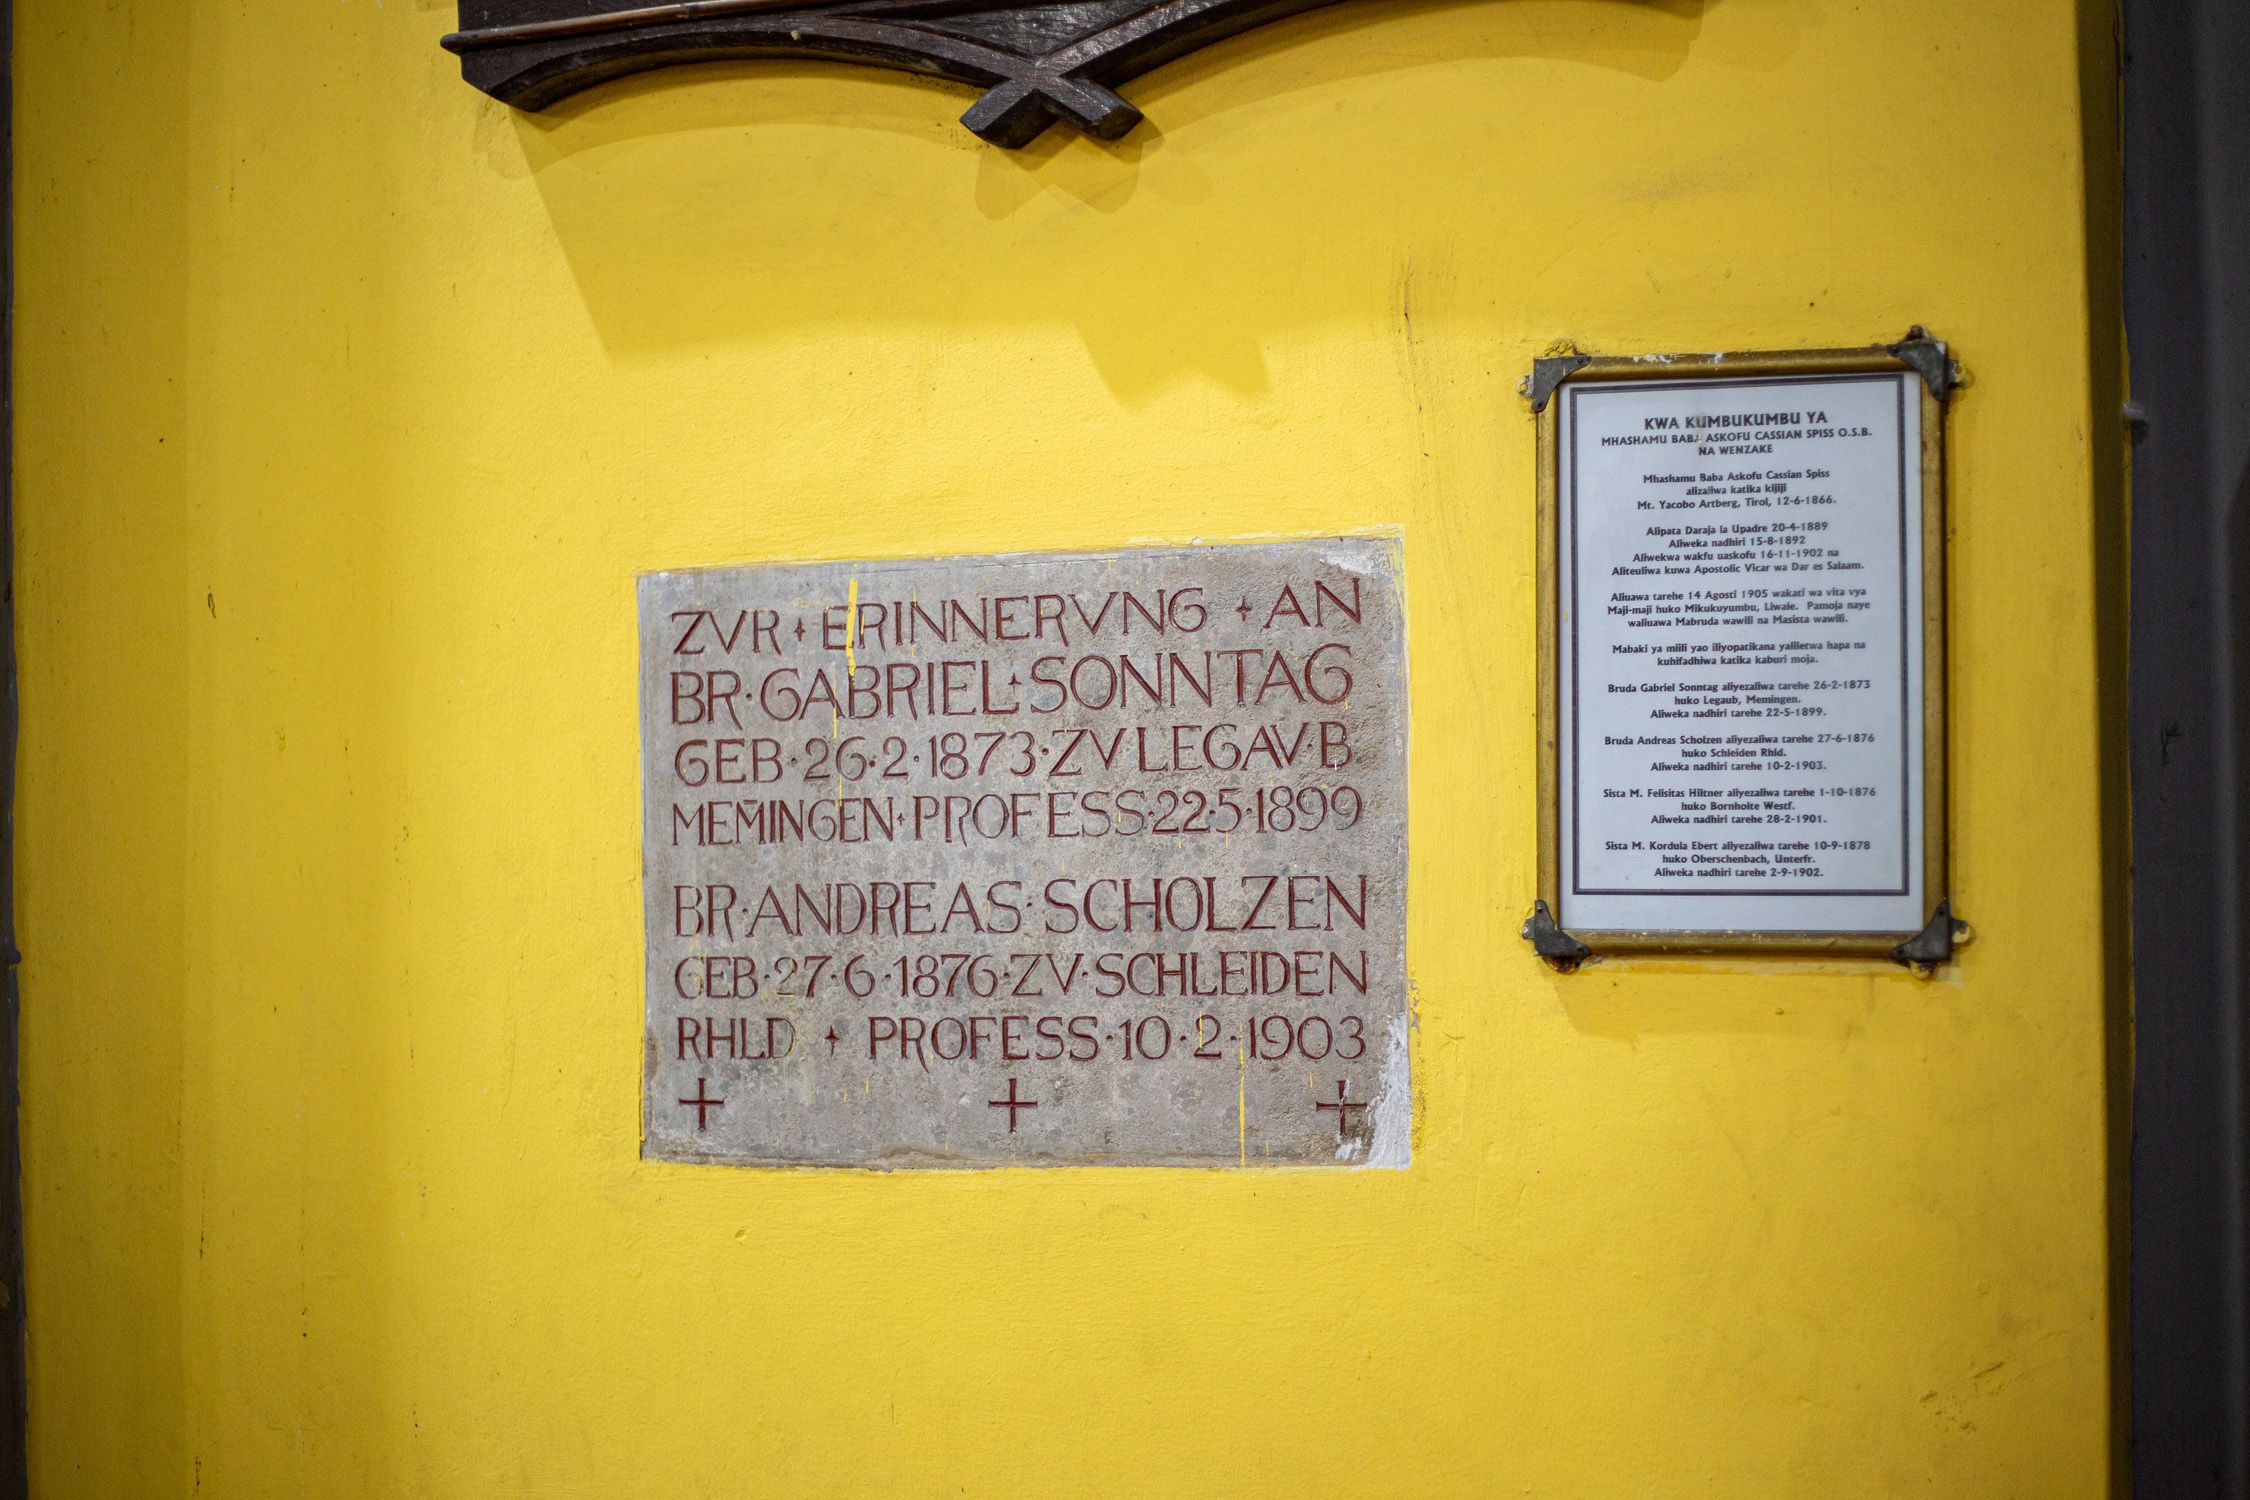 ZVR + ERINNERVNG + AN
BR · GABRIEL + SONNTAG
GEB · 26 · 2 · 1873 · ZV LEGAV · B
MEM̄INGEN + PROFESS · 22 · 5 · 1899
BR · ANDREAS · SCHOLZEN
GEB · 27 · 6 · 1876 · ZV · SCHLEIDEN
RHLD + PROFESS · 10 · 2 · 1903
KWA KUMBUKUMBU YA
MHASHAMU BABA ASKOFU CASSIAN SPISS O.S.B.
NA WENZAKE
Mhashamu Baba Askofu Cassian Spiss
alizaliwa katika kijiji
Mt. Yacobo Artberg, Tirol, 12-6-1866.
Alipata Daraja la Upadre 20-4-1889
Aliweka nadhiri 15-8-1892
Aliwekwa wakfu uaskofu 16-11-1902 na
Aliteuliwa kuwa Apostolic Vicar wa Dar es Salaam.
Aliuawa tarehe 14 Agosti 1905 wakati wa vita vya
Maji-maji huko Mikukuyumbu, Liwale. Pamoja naye
waliuawa Mabruda wawili na Masista wawili.
Mabaki ya miili yao iliyopatikana yaliletwa hapa na
kuhifadhiwa katika kaburi moja.
Bruda Gabriel Sonntag aliyezaliwa tarehe 26-2-1873
huko Legaub, Memingen.
Aliweka nadhiri tarehe 22-5-1899.
Bruda Andreas Scholzen aliyezaliwa tarehe 27-6-1876
huko Schleiden Rhld.
Aliweka nadhiri tarehe 10-2-1903.
Sista M. Felisitas Hiltner aliyezaliwa tarehe 1-10-1876
huko Bornholte Westf.
Aliweka nadhiri tarehe 28-2-1901.
Sista M. Kordula Ebert aliyezaliwa tarehe 10-9-1878
huko Oberschenbach, Unterfr.
Aliweka nadhiri tarehe 2-9-1902.